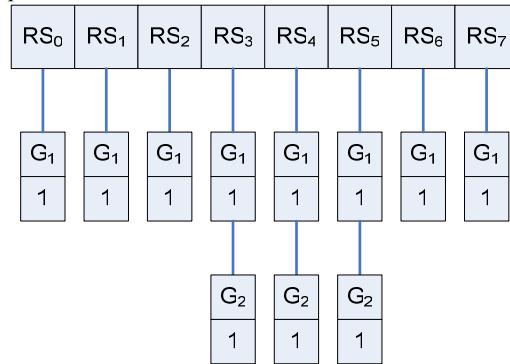 RS₀ RS₁ RS₂ RS₃ RS₄ RS₅ RS₆ RS₇
G₁ G₁ G₁ G₁ G₁ G₁ G₁ G₁
1 1 1 1 1 1 1 1
G₂ G₂ G₂
1 1 1